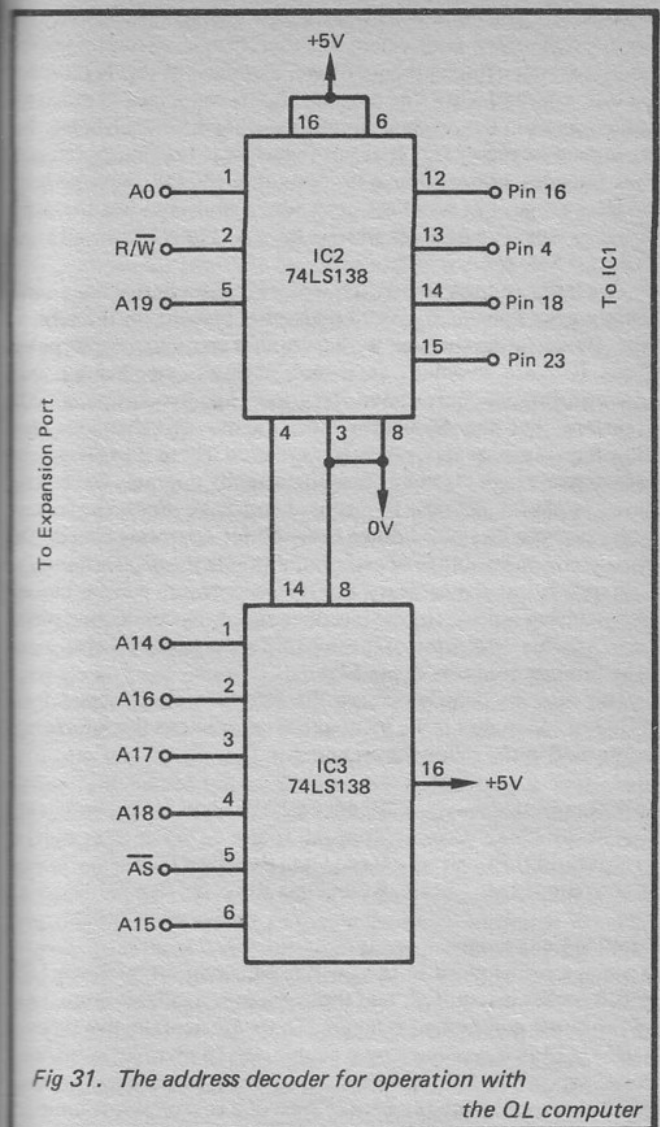 +5V
16 6
A0 1 12 Pin 16
R/W̅ 2 13 Pin 4
IC2
74LS138
A19 5 14 Pin 18
15 Pin 23
To IC1
4 3 8
0V
To Expansion Port
14 8
A14 1
A16 2
A17 3
IC3
74LS138
16 +5V
A18 4
A̅S̅ 5
A15 6
Fig 31. The address decoder for operation with
the QL computer